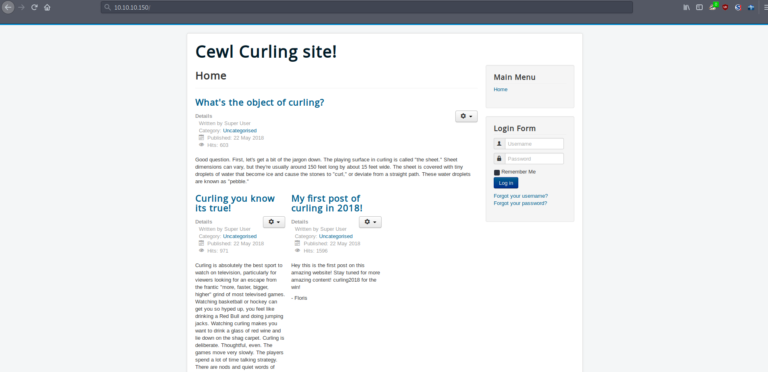 10.10.10.150/
Cewl Curling site!
Home
What's the object of curling?
Details
Written by Super User
Category: Uncategorised
Published: 22 May 2018
Hits: 603
Good question. First, let's get a bit of the jargon down. The playing surface in curling is called "the sheet." Sheet
dimensions can vary, but they're usually around 150 feet long by about 15 feet wide. The sheet is covered with tiny
droplets of water that become ice and cause the stones to "curl," or deviate from a straight path. These water droplets
are known as "pebble."
Curling you know
its true!
Details
Written by Super User
Category: Uncategorised
Published: 22 May 2018
Hits: 971
Curling is absolutely the best sport to
watch on television, particularly for
viewers looking for an escape from
the frantic "more, faster, bigger,
higher" grind of most televised games.
Watching basketball or hockey can
get you so hyped up, you feel like
drinking a Red Bull and doing jumping
jacks. Watching curling makes you
want to drink a glass of red wine and
lie down on the shag carpet. Curling is
deliberate. Thoughtful, even. The
games move very slowly. The players
spend a lot of time talking strategy.
There are nods and quiet words of
My first post of
curling in 2018!
Details
Written by Super User
Category: Uncategorised
Published: 22 May 2018
Hey this is the first post on this
amazing website! Stay tuned for more
amazing content! curling2018 for the
win!
- Floris
Main Menu
Home
Login Form
Username
Password
Remember Me
Log in
Forgot your username?
Forgot your password?